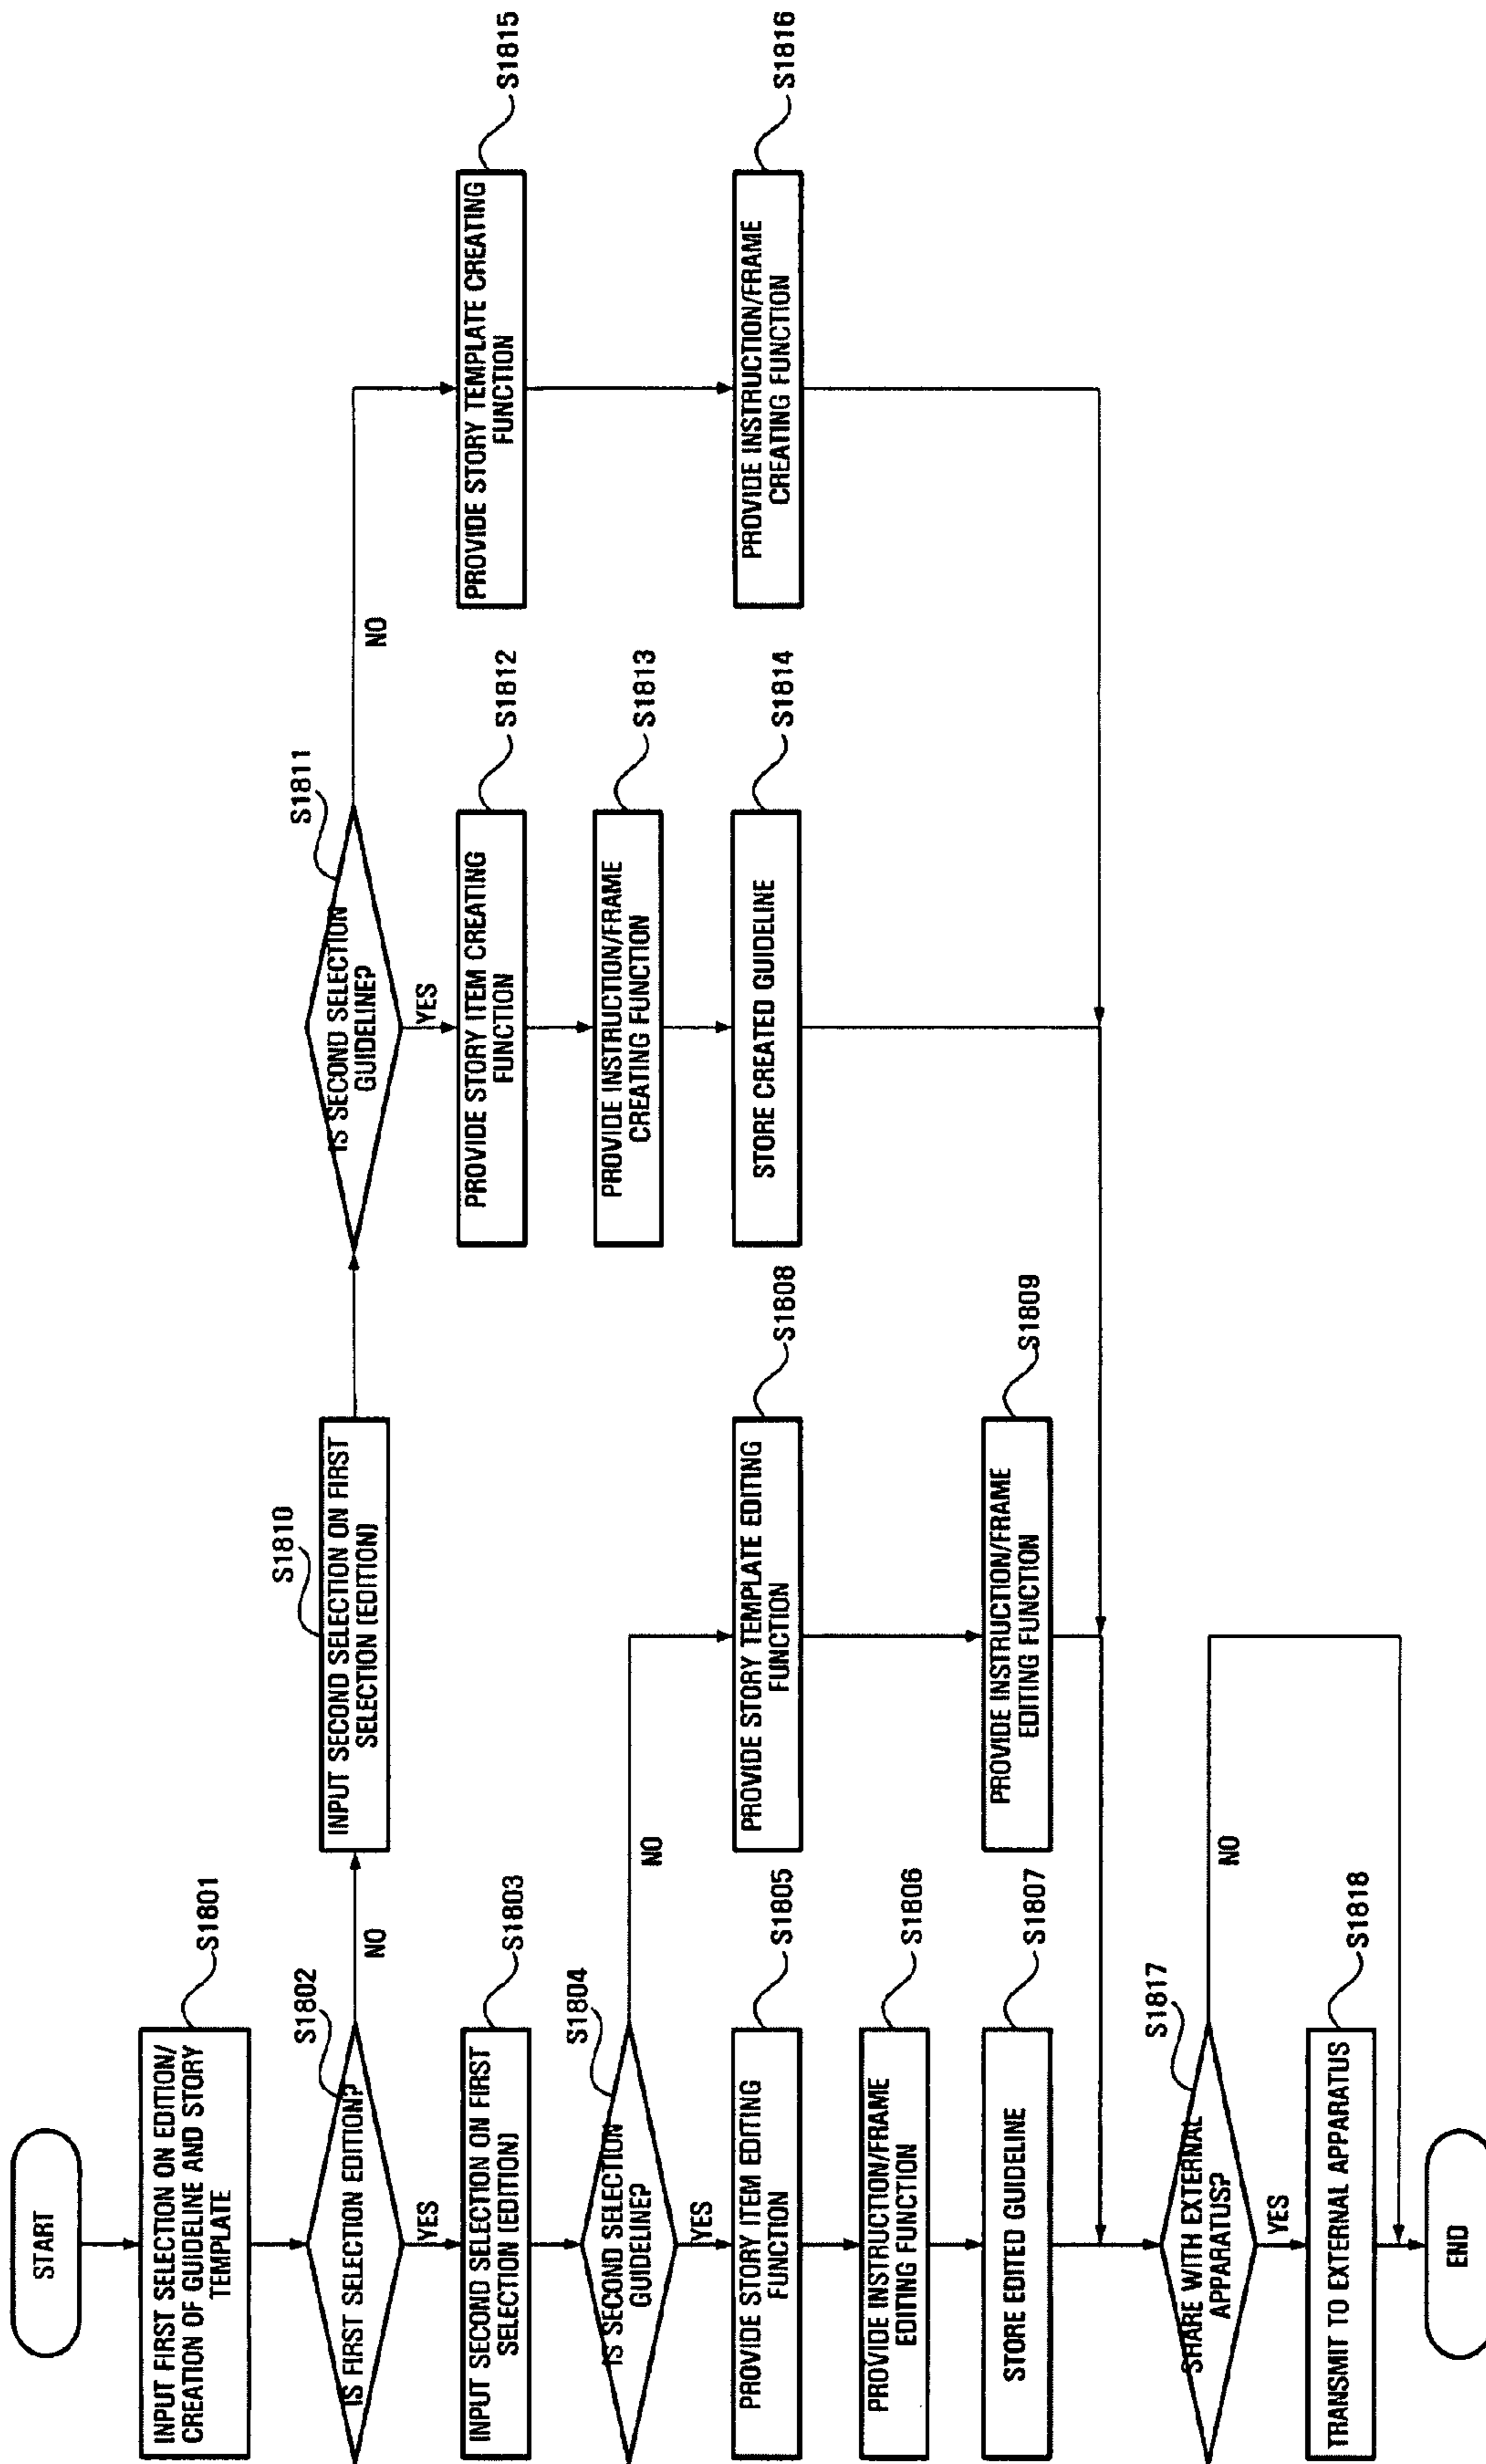 START
INPUT FIRST SELECTION ON EDITION/
CREATION OF GUIDELINE AND STORY
TEMPLATE
S1801
IS FIRST SELECTION EDITION?
S1802
NO
YES
INPUT SECOND SELECTION ON FIRST
SELECTION (EDITION)
S1803
IS SECOND SELECTION
GUIDELINE?
S1804
NO
YES
PROVIDE STORY ITEM EDITING
FUNCTION
S1805
PROVIDE INSTRUCTION/FRAME
EDITING FUNCTION
S1806
STORE EDITED GUIDELINE
S1807
PROVIDE STORY TEMPLATE EDITING
FUNCTION
S1808
PROVIDE INSTRUCTION/FRAME
EDITING FUNCTION
S1809
INPUT SECOND SELECTION ON FIRST
SELECTION (EDITION)
S1810
IS SECOND SELECTION
GUIDELINE?
S1811
NO
YES
PROVIDE STORY ITEM CREATING
FUNCTION
S1812
PROVIDE INSTRUCTION/FRAME
CREATING FUNCTION
S1813
STORE CREATED GUIDELINE
S1814
PROVIDE STORY TEMPLATE CREATING
FUNCTION
S1815
PROVIDE INSTRUCTION/FRAME
CREATING FUNCTION
S1816
SHARE WITH EXTERNAL
APPARATUS?
S1817
NO
YES
TRANSMIT TO EXTERNAL APPARATUS
S1818
END